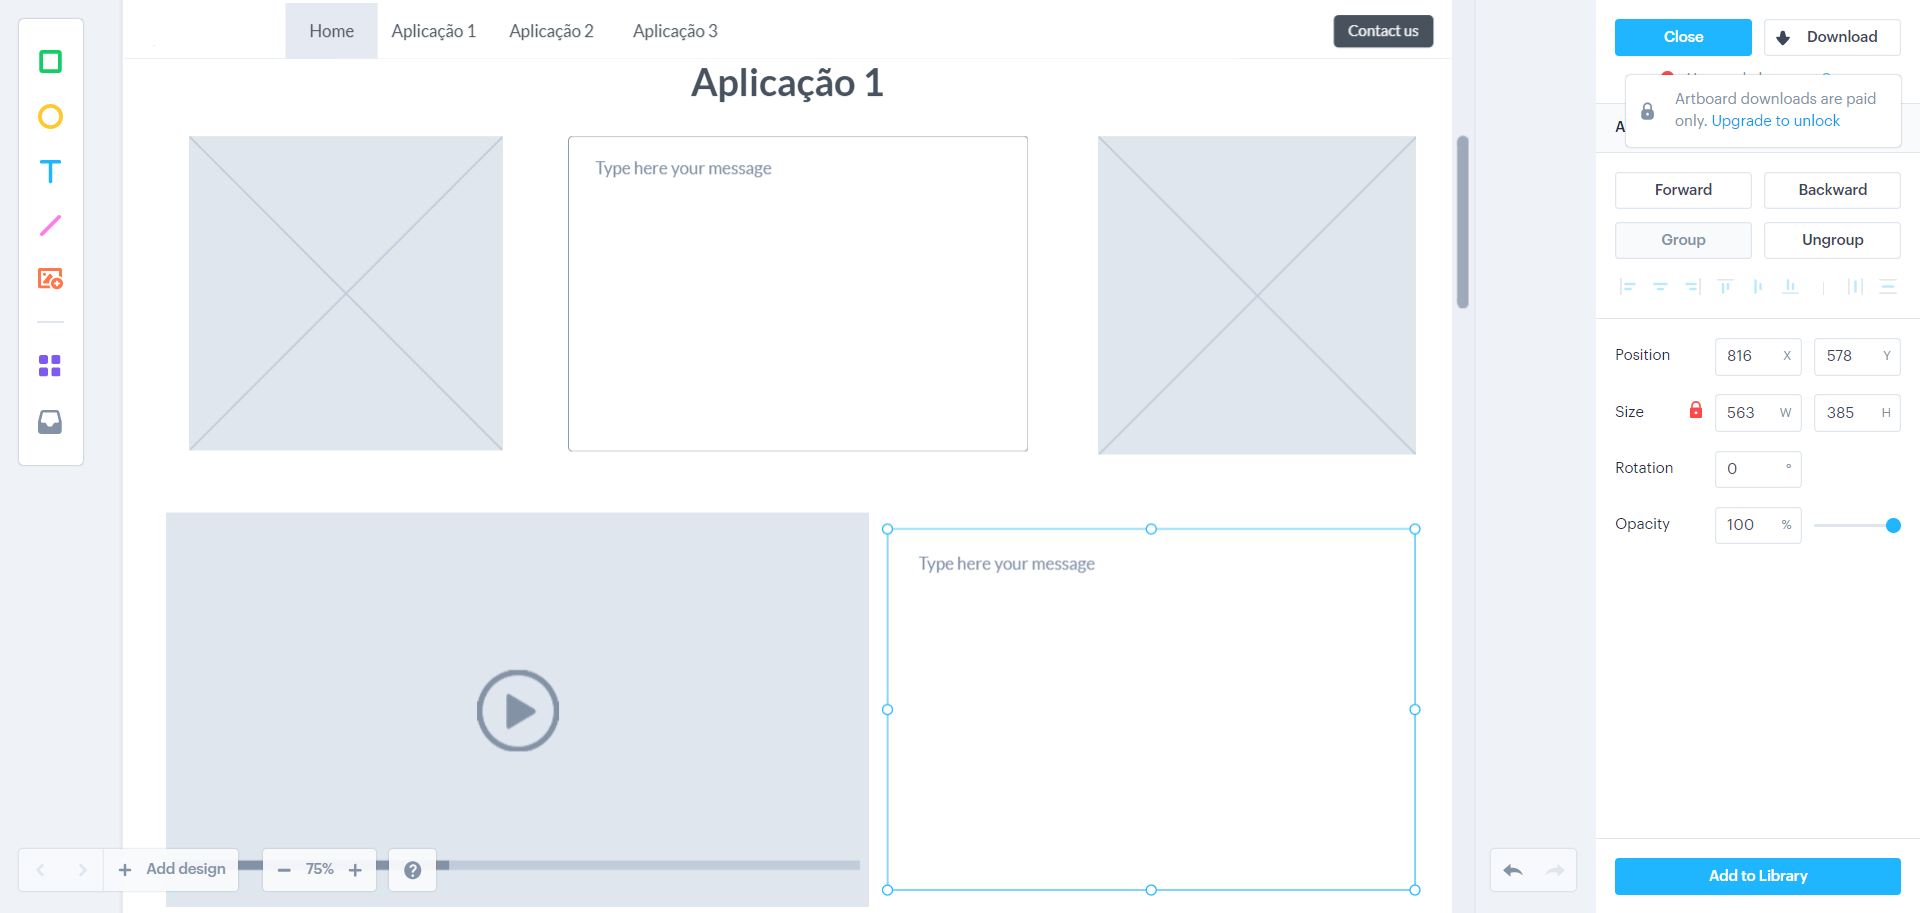 Home Aplicação 1 Aplicação 2 Aplicação 3 Contact us
Aplicação 1
Type here your message
Type here your message
Add design
75%
Close Download
Artboard downloads are paid
only. Upgrade to unlock
A
Forward Backward
Group Ungroup
Position 816 X 578 Y
Size 563 W 385 H
Rotation 0 °
Opacity 100 %
Add to Library